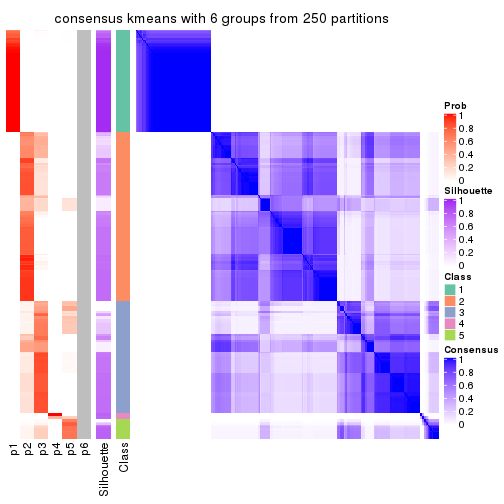 consensus kmeans with 6 groups from 250 partitions
Prob
1
0.8
0.6
0.4
0.2
0
Silhouette
1
0.8
0.6
0.4
0.2
0
Class
1
2
3
4
5
Consensus
1
0.8
0.6
0.4
0.2
0
p1
p2
p3
p4
p5
p6
Silhouette
Class